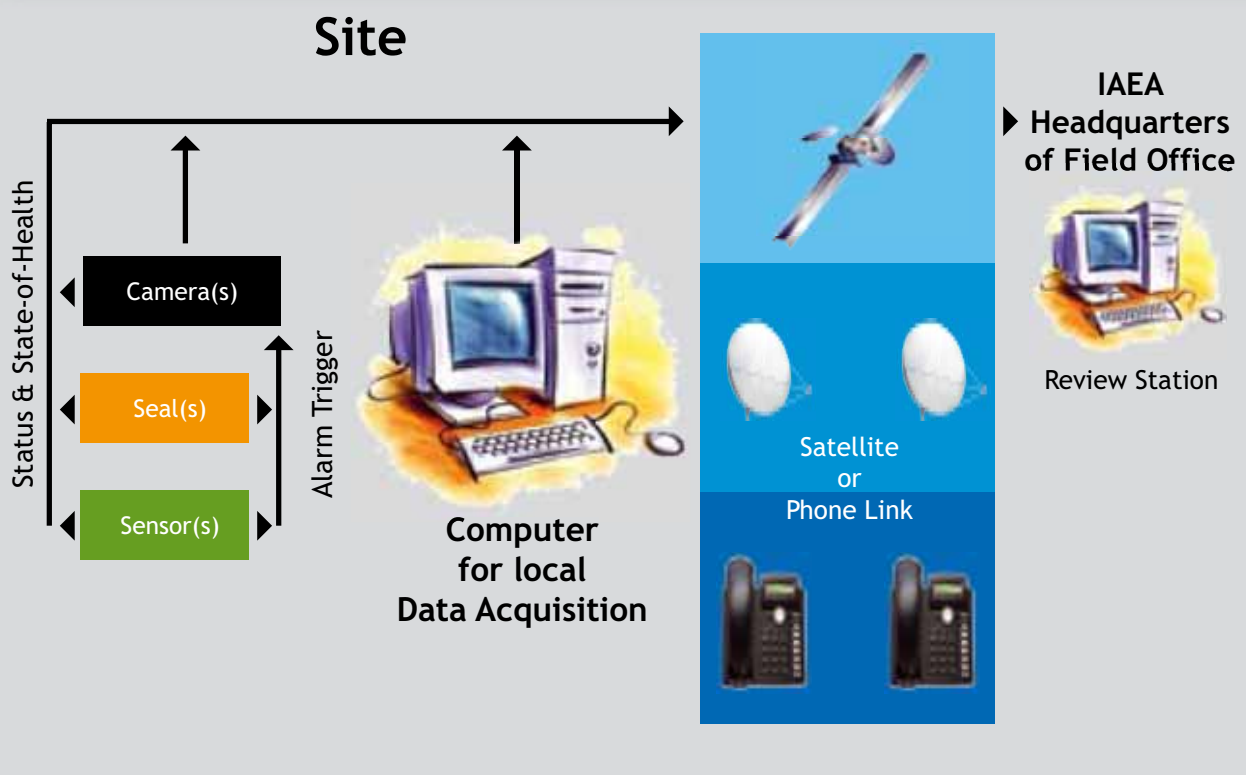 Site
Status & State-of-Health
Camera(s)
Seal(s)
Sensor(s)
Alarm Trigger
Computer
for local
Data Acquisition
Satellite
or
Phone Link
IAEA
Headquarters
of Field Office
Review Station